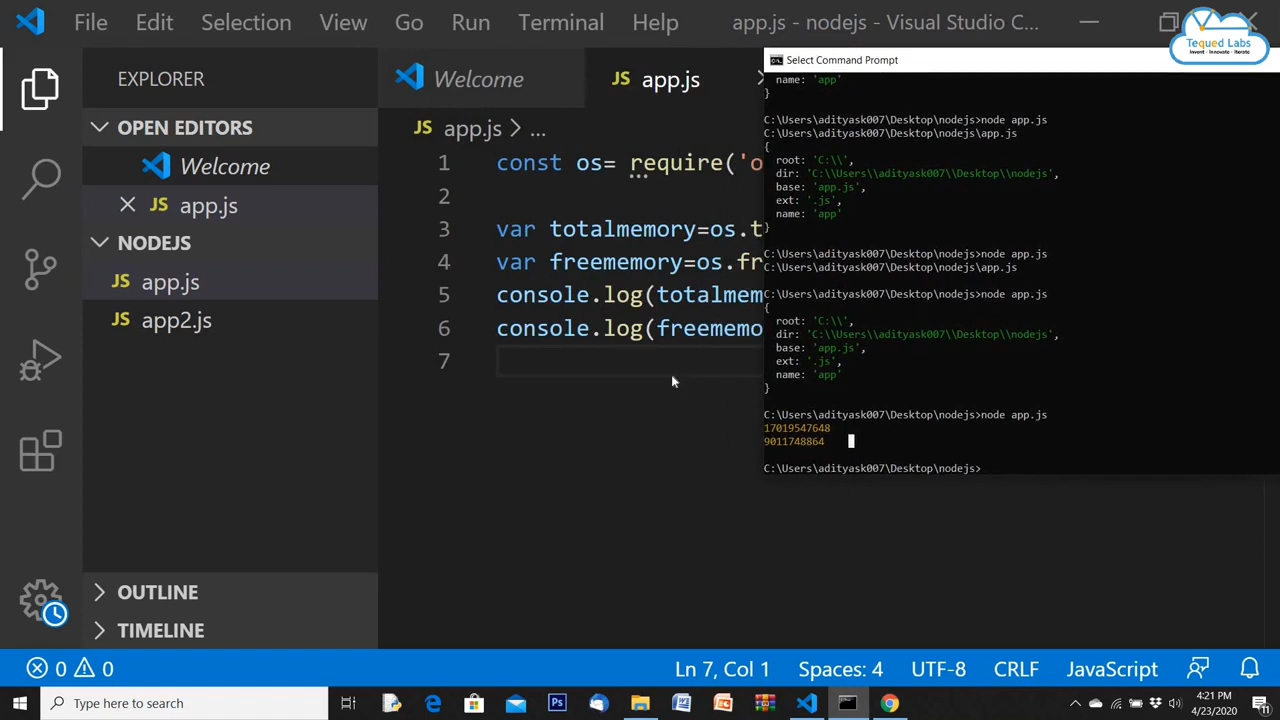 File Edit Selection View Go Run Terminal Help app.js - nodejs - Visual Studio C...
Tequed Labs
Invent - Innovate - Iterate
EXPLORER
OPEN EDITORS
Welcome
app.js
NODEJS
app.js
app2.js
OUTLINE
TIMELINE
Welcome
JS app.js
JS app.js > ...
1 const os= require('o
2
3 var totalmemory=os.t
4 var freememory=os.fr
5 console.log(totalmem
6 console.log(freememo
7
Select Command Prompt
name: 'app'
}
C:\Users\adityask007\Desktop\nodejs>node app.js
C:\Users\adityask007\Desktop\nodejs\app.js
{
root: 'C:\\',
dir: 'C:\\Users\\adityask007\\Desktop\\nodejs',
base: 'app.js',
ext: '.js',
name: 'app'
}
C:\Users\adityask007\Desktop\nodejs>node app.js
C:\Users\adityask007\Desktop\nodejs\app.js
C:\Users\adityask007\Desktop\nodejs>node app.js
{
root: 'C:\\',
dir: 'C:\\Users\\adityask007\\Desktop\\nodejs',
base: 'app.js',
ext: '.js',
name: 'app'
}
C:\Users\adityask007\Desktop\nodejs>node app.js
17019547648
9011748864
C:\Users\adityask007\Desktop\nodejs>
0 0 Ln 7, Col 1 Spaces: 4 UTF-8 CRLF JavaScript
Type here to search
4:21 PM
4/23/2020